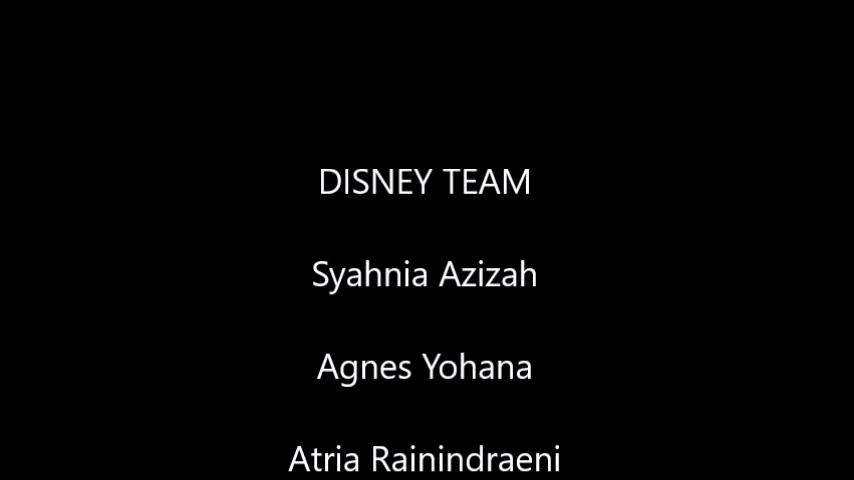 DISNEY TEAM
Syahnia Azizah
Agnes Yohana
Atria Rainindraeni